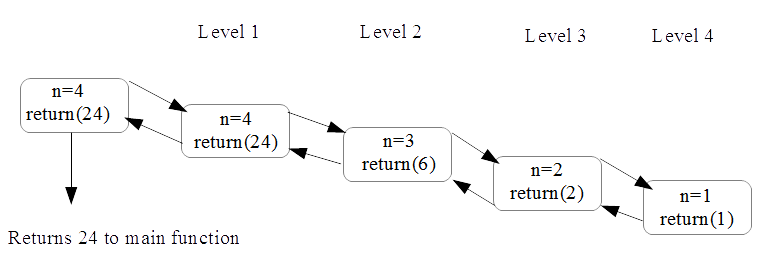 Level 1
Level 2
Level 3
Level 4
n=4
return(24)
n=4
return(24)
n=3
return(6)
n=2
return(2)
n=1
return(1)
Returns 24 to main function